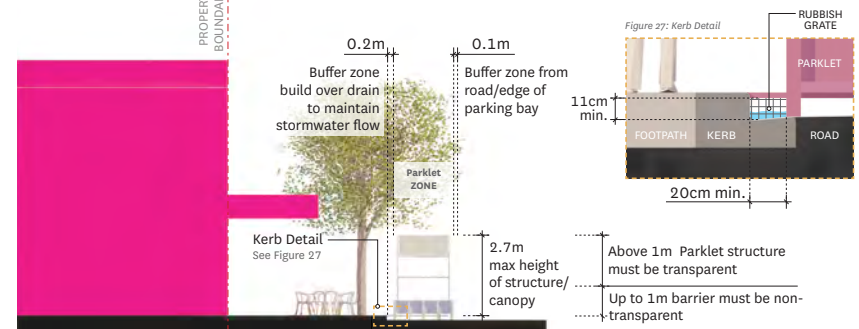 PROPERTY
BOUNDARY
0.2m
Buffer zone
build over drain
to maintain
stormwater flow
0.1m
Buffer zone from
road/edge of
parking bay
Parklet
ZONE
Kerb Detail
See Figure 27
2.7m
max height
of structure/
canopy
Above 1m Parklet structure
must be transparent
Up to 1m barrier must be non-
transparent
Figure 27: Kerb Detail
RUBBISH
GRATE
PARKLET
11cm
min.
FOOTPATH
KERB
ROAD
20cm min.